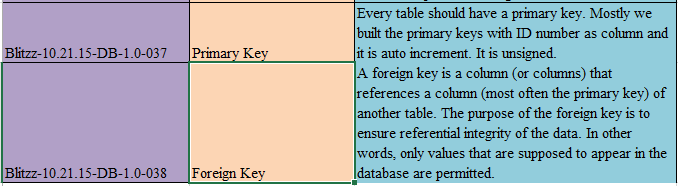 Every table should have a primary key. Mostly we
built the primary keys with ID number as column and
Blitzz-10.21.15-DB-1.0-037 Primary Key it is auto increment. It is unsigned.
A foreign key is a column (or columns) that
references a column (most often the primary key) of
another table. The purpose of the foreign key is to
ensure referential integrity of the data. In other
words, only values that are supposed to appear in the
Blitzz-10.21.15-DB-1.0-038 Foreign Key database are permitted.